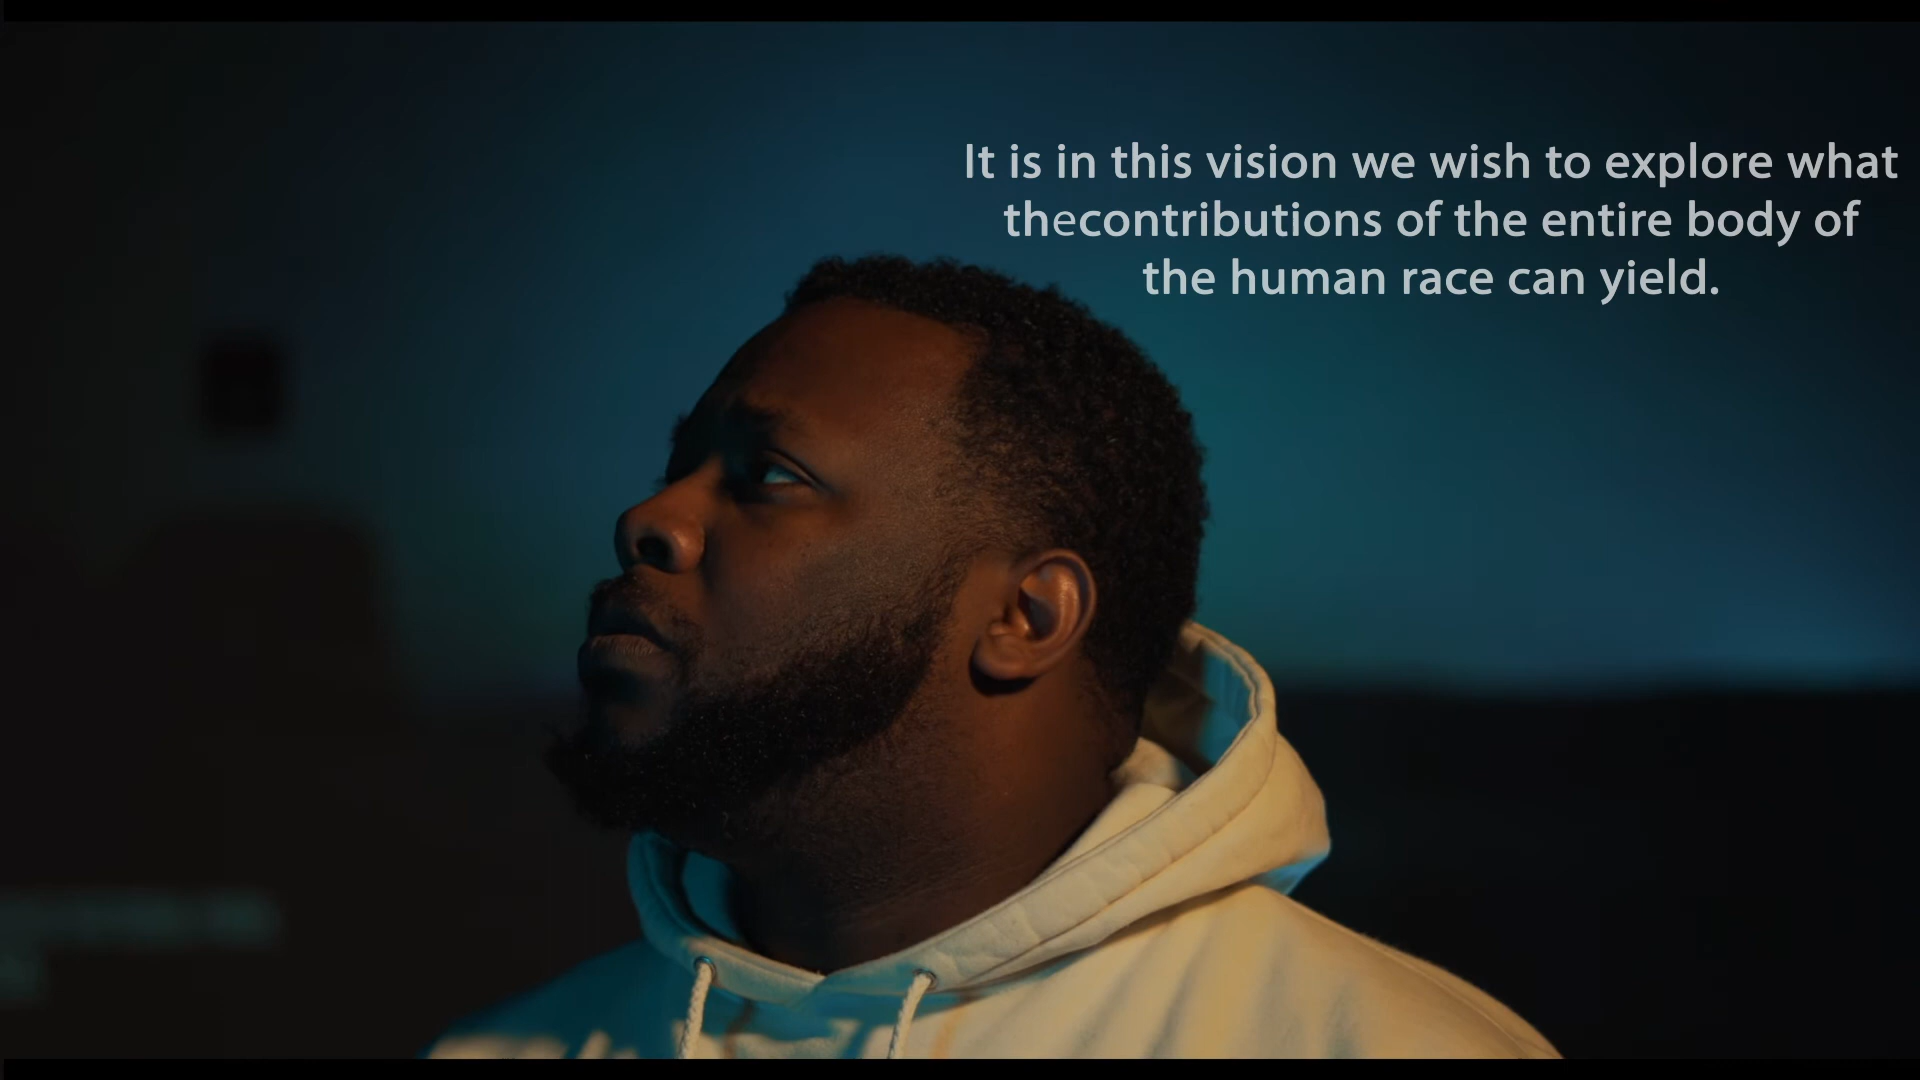 It is in this vision we wish to explore what
thecontributions of the entire body of
the human race can yield.